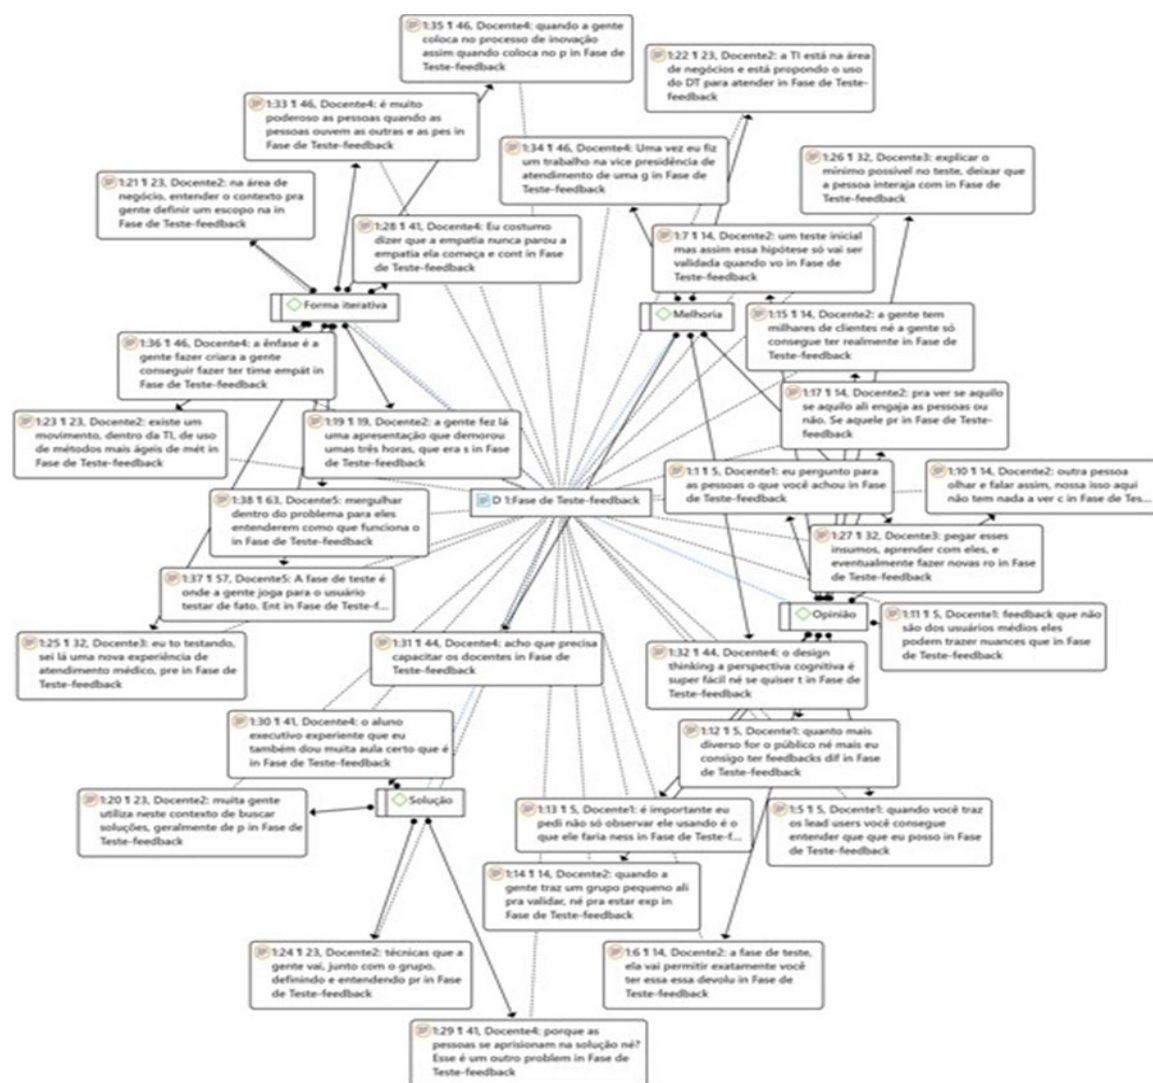 1:35 ¶ 46, Docente4: quando a gente
coloca no processo de inovação
assim quando coloca no p in Fase de
Teste-feedback
1:22 ¶ 23, Docente2: a TI está na área
de negócios e está propondo o uso
do DT para atender in Fase de Teste-
feedback
1:33 ¶ 46, Docente4: é muito
poderoso as pessoas quando as
pessoas ouvem as outras e as pes in
Fase de Teste-feedback
1:34 ¶ 46, Docente4: Uma vez eu fiz
um trabalho na vice presidência de
atendimento de uma g in Fase de
Teste-feedback
1:26 ¶ 32, Docente3: explicar o
mínimo possível no teste, deixar que
a pessoa interaja com in Fase de
Teste-feedback
1:21 ¶ 23, Docente2: na área de
negócio, entender o contexto pra
gente definir um escopo na in
Fase de Teste-feedback
1:28 ¶ 41, Docente4: Eu costumo
dizer que a empatia nunca parou a
empatia ela começa e cont in Fase
de Teste-feedback
1:7 ¶ 14, Docente2: um teste inicial
mas assim essa hipótese só vai ser
validada quando vo in Fase de
Teste-feedback
Forma iterativa
Melhoria
1:15 ¶ 14, Docente2: a gente tem
milhares de clientes né a gente só
consegue ter realmente in Fase de
Teste-feedback
1:36 ¶ 46, Docente4: a ênfase é a
gente fazer criara a gente
conseguir fazer ter time empát in
Fase de Teste-feedback
1:17 ¶ 14, Docente2: pra ver se aquilo
se aquilo ali engaja as pessoas ou
não. Se aquele pr in Fase de Teste-
feedback
1:23 ¶ 23, Docente2: existe um
movimento, dentro da TI, de uso
de métodos mais ágeis de mét in
Fase de Teste-feedback
1:19 ¶ 19, Docente2: a gente fez lá
uma apresentação que demorou
umas três horas, que era s in Fase
de Teste-feedback
1:1 ¶ 5, Docente1: eu pergunto para
as pessoas o que você achou in Fase
de Teste-feedback
1:10 ¶ 14, Docente2: outra pessoa
olhar e falar assim, nossa isso aqui
não tem nada a ver c in Fase de Tes...
D 1:Fase de Teste-feedback
1:38 ¶ 63, Docente5: mergulhar
dentro do problema para eles
entenderem como que funciona o
in Fase de Teste-feedback
1:27 ¶ 32, Docente3: pegar esses
insumos, aprender com eles, e
eventualmente fazer novas ro in Fase
de Teste-feedback
1:37 ¶ 57, Docente5: A fase de teste é
onde a gente joga para o usuário
testar de fato. Ent in Fase de Teste-f...
Opinião
1:11 ¶ 5, Docente1: feedback que não
são dos usuários médios eles
podem trazer nuances que in Fase
de Teste-feedback
1:25 ¶ 32, Docente3: eu to testando,
sei lá uma nova experiência de
atendimento médico, pre in Fase de
Teste-feedback
1:31 ¶ 44, Docente4: acho que precisa
capacitar os docentes in Fase de
Teste-feedback
1:32 ¶ 44, Docente4: o design
thinking a perspectiva cognitiva é
super fácil né se quiser t in Fase de
Teste-feedback
1:30 ¶ 41, Docente4: o aluno
executivo experiente que eu
também dou muita aula certo que é
in Fase de Teste-feedback
1:12 ¶ 5, Docente1: quanto mais
diverso for o público né mais eu
consigo ter feedbacks dif in Fase
de Teste-feedback
Solução
1:20 ¶ 23, Docente2: muita gente
utiliza neste contexto de buscar
soluções, geralmente de p in Fase de
Teste-feedback
1:13 ¶ 5, Docente1: é importante eu
pedi não só observar ele usando é o
que ele faria ness in Fase de Teste-f...
1:5 ¶ 5, Docente1: quando você traz
os lead users você consegue
entender que que eu posso in Fase
de Teste-feedback
1:14 ¶ 14, Docente2: quando a
gente traz um grupo pequeno ali
pra validar, né pra estar exp in
Fase de Teste-feedback
1:24 ¶ 23, Docente2: técnicas que a
gente vai, junto com o grupo,
definindo e entendendo pr in Fase
de Teste-feedback
1:6 ¶ 14, Docente2: a fase de teste,
ela vai permitir exatamente você
ter essa essa devolu in Fase de
Teste-feedback
1:29 ¶ 41, Docente4: porque as
pessoas se aprisionam na solução né?
Esse é um outro problem in Fase de
Teste-feedback